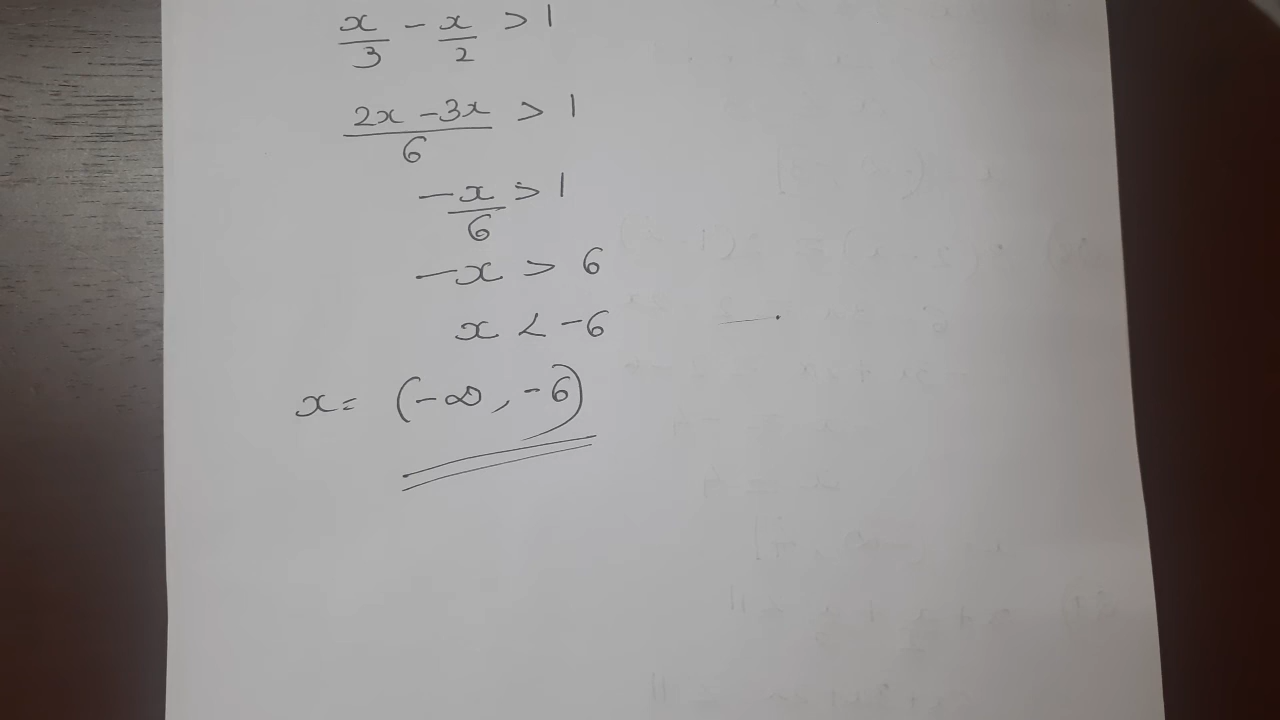 x/3 - x/2 > 1
2x - 3x/6 > 1
-x/6 > 1
-x > 6
x < -6
x = (-∞, -6)